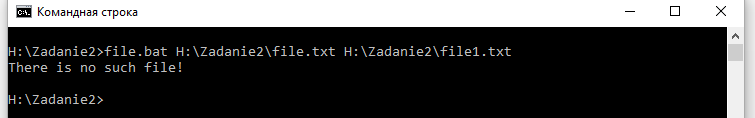 Командная строка
H:\Zadanie2>file.bat H:\Zadanie2\file.txt H:\Zadanie2\file1.txt
There is no such file!
H:\Zadanie2>